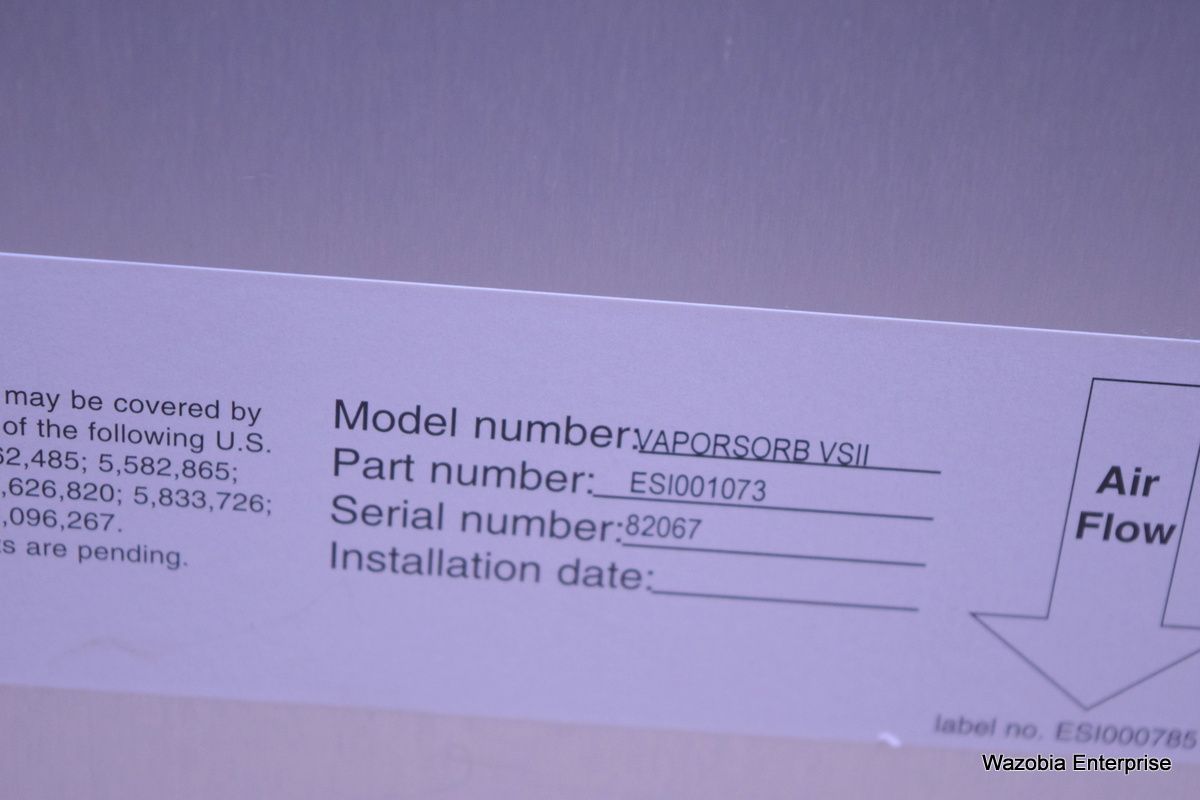 may be covered by
of the following U.S.
62,485; 5,582,865;
,626,820; 5,833,726;
,096,267.
s are pending.
Model number: VAPORSORB VSII
Part number: ESI001073
Serial number: 82067
Installation date:
Air
Flow
label no. ESI000785
Wazobia Enterprise